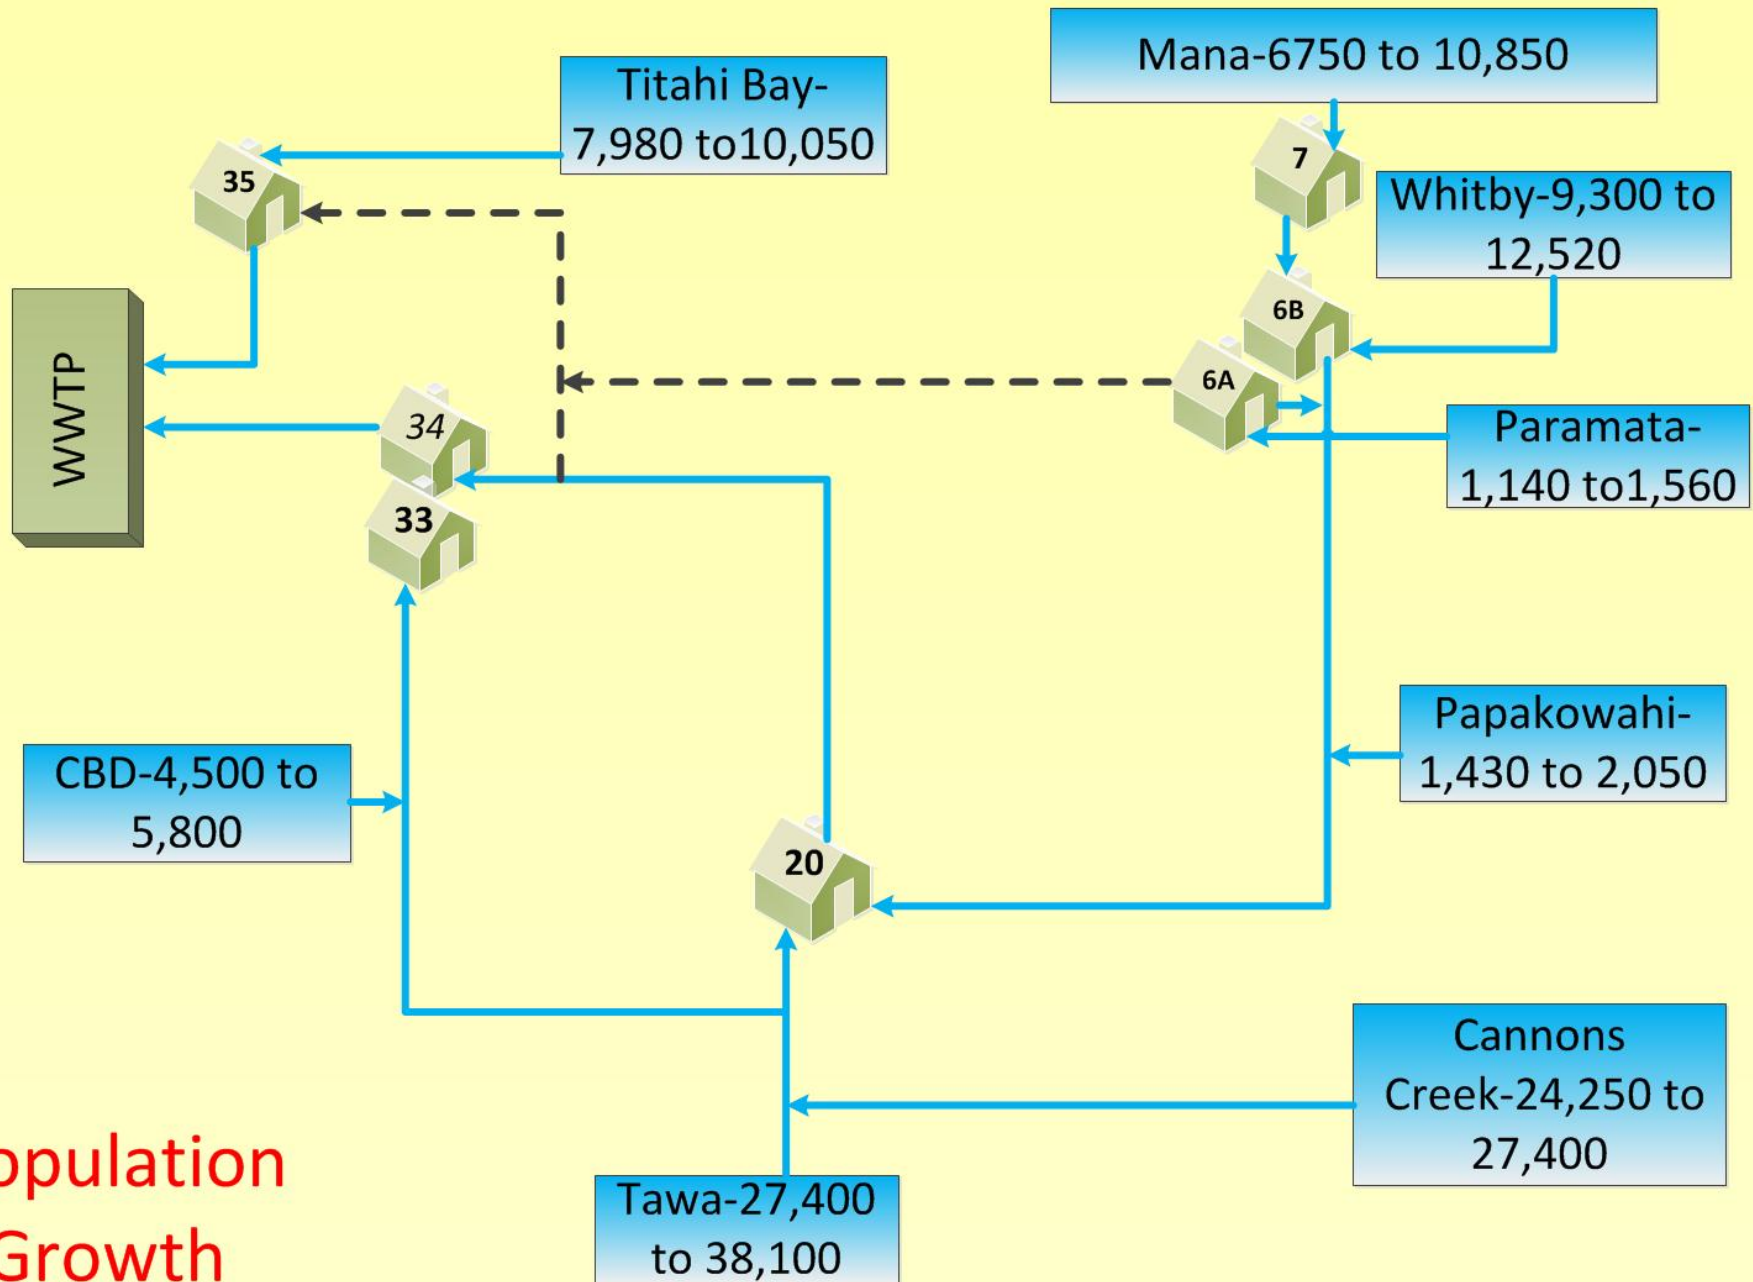 Mana-6750 to 10,850
Titahi Bay-
7,980 to10,050
7
35
Whitby-9,300 to
12,520
6B
6A
WWTP
34
Paramata-
1,140 to1,560
33
Papakowahi-
1,430 to 2,050
CBD-4,500 to
5,800
20
Cannons
Creek-24,250 to
27,400
opulation
Growth
Tawa-27,400
to 38,100